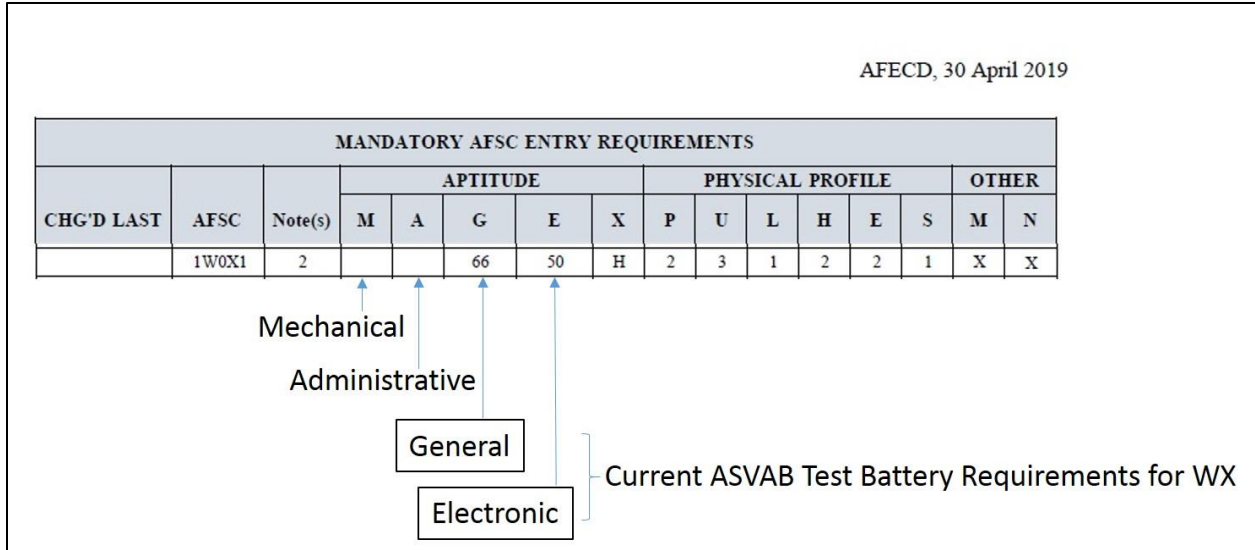 AFECD, 30 April 2019
MANDATORY AFSC ENTRY REQUIREMENTS
APTITUDE PHYSICAL PROFILE OTHER
CHG'D LAST AFSC Note(s) M A G E X P U L H E S M N
1W0X1 2 66 50 H 2 3 1 2 2 1 X X
Mechanical
Administrative
General
Current ASVAB Test Battery Requirements for WX
Electronic